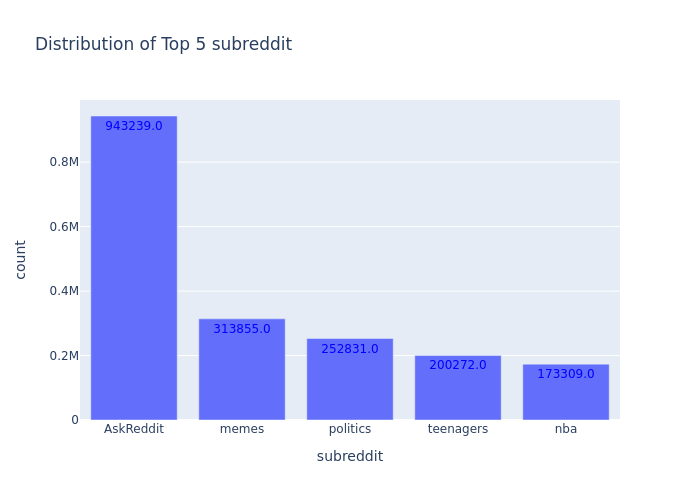 Distribution of Top 5 subreddit
943239.0
0.8M
0.6M
count
0.4M
313855.0
252831.0
0.2M
200272.0
173309.0
0
AskReddit memes politics teenagers nba
subreddit